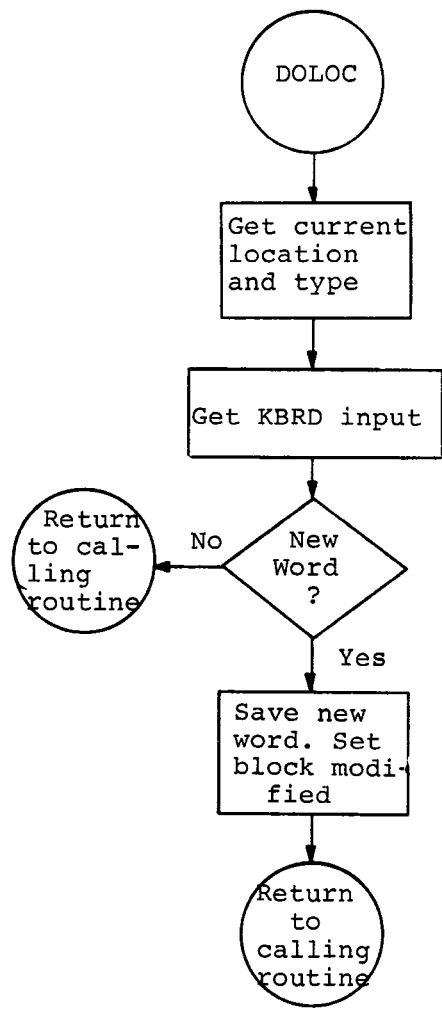 DOLOC
Get current
location
and type
Get KBRD input
New
Word
?
No
Return
to cal-
ling
routine
Yes
Save new
word. Set
block modi-
fied
Return
to
calling
routine